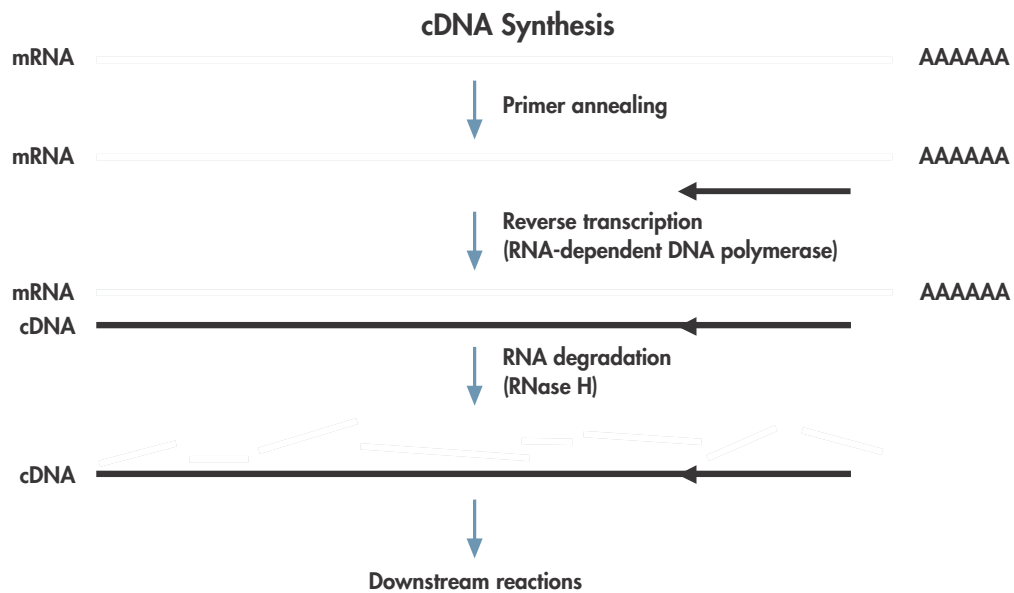 cDNA Synthesis
mRNA AAAAAA
Primer annealing
mRNA AAAAAA
Reverse transcription
(RNA-dependent DNA polymerase)
mRNA AAAAAA
cDNA
RNA degradation
(RNase H)
cDNA
Downstream reactions